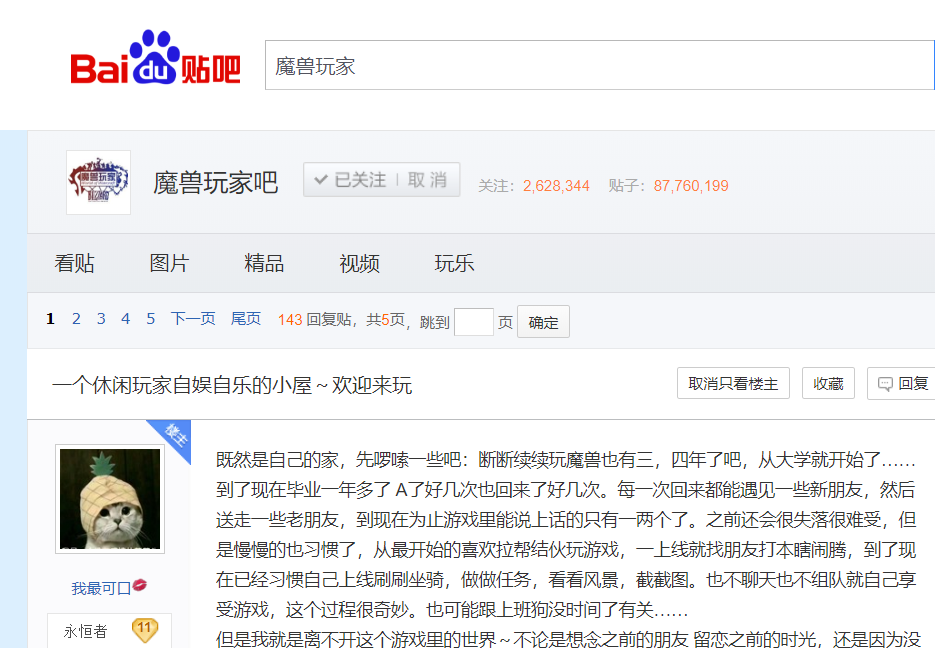 Bai du 贴吧
魔兽玩家
魔兽玩家
魔兽玩家吧
已关注 | 取消
关注：2,628,344 贴子：87,760,199
看贴 图片 精品 视频 玩乐
1 2 3 4 5 下一页 尾页 143回复贴，共5页，跳到 页 确定
一个休闲玩家自娱自乐的小屋～欢迎来玩
取消只看楼主 收藏 回复
楼主
既然是自己的家，先啰嗦一些吧：断断续续玩魔兽也有三，四年了吧，从大学就开始了……
到了现在毕业一年多了 A了好几次也回来了好几次。每一次回来都能遇见一些新朋友，然后
送走一些老朋友，到现在为止游戏里能说上话的只有一两个了。之前还会很失落很难受，但
是慢慢的也习惯了，从最开始的喜欢拉帮结伙玩游戏，一上线就找朋友打本瞎闹腾，到了现
在已经习惯自己上线刷刷坐骑，做做任务，看看风景，截截图。也不聊天也不组队就自己享
受游戏，这个过程很奇妙。也可能跟上班狗没时间了有关……
但是我就是离不开这个游戏里的世界～不论是想念之前的朋友 留恋之前的时光，还是因为没
我最可口
永恒者 11